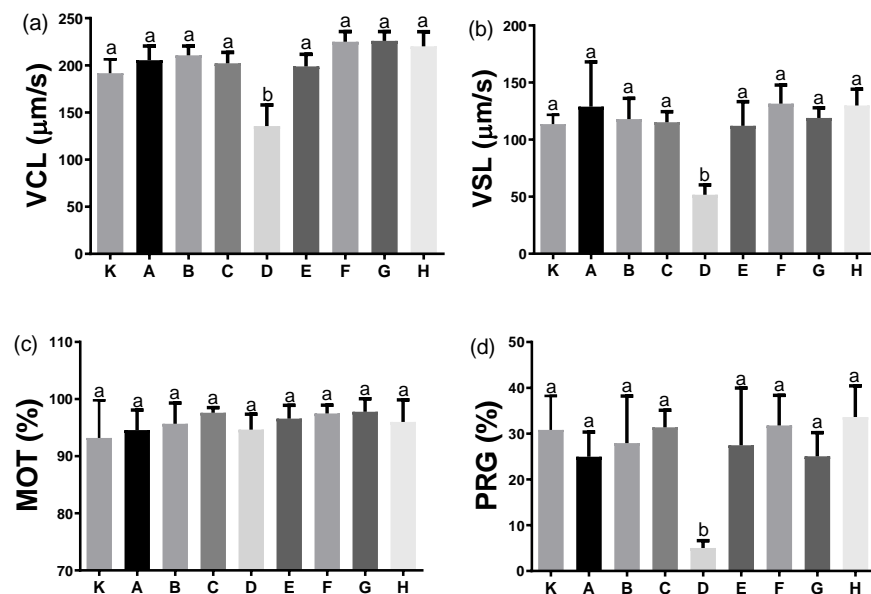 (a)
VCL (μm/s)
250
200
150
100
50
0
a a a a b a a a a
K A B C D E F G H
(b)
VSL (μm/s)
200
150
100
50
0
a a a a b a a a a
K A B C D E F G H
(c)
MOT (%)
110
100
90
80
70
a a a a a a a a a
K A B C D E F G H
(d)
PRG (%)
50
40
30
20
10
0
a a a a b a a a a
K A B C D E F G H